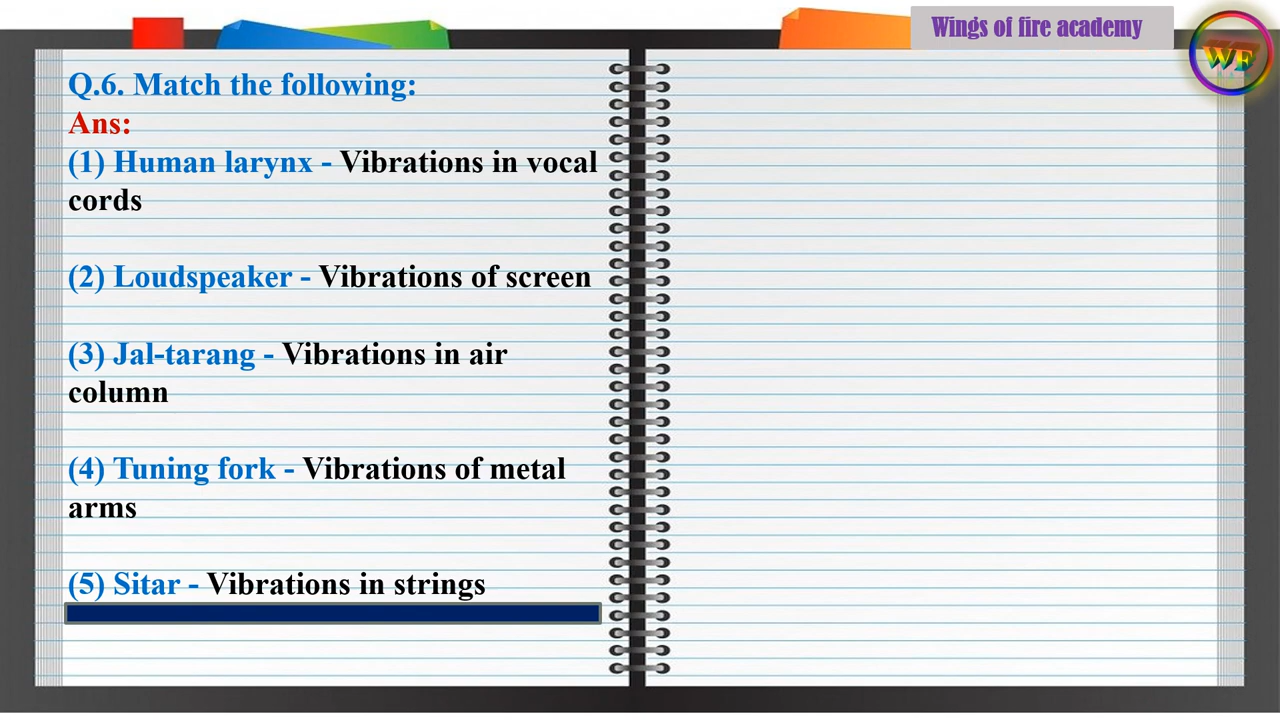 Wings of fire academy
WF
Q.6. Match the following:
Ans:
(1) Human larynx - Vibrations in vocal
cords
(2) Loudspeaker - Vibrations of screen
(3) Jal-tarang - Vibrations in air
column
(4) Tuning fork - Vibrations of metal
arms
(5) Sitar - Vibrations in strings